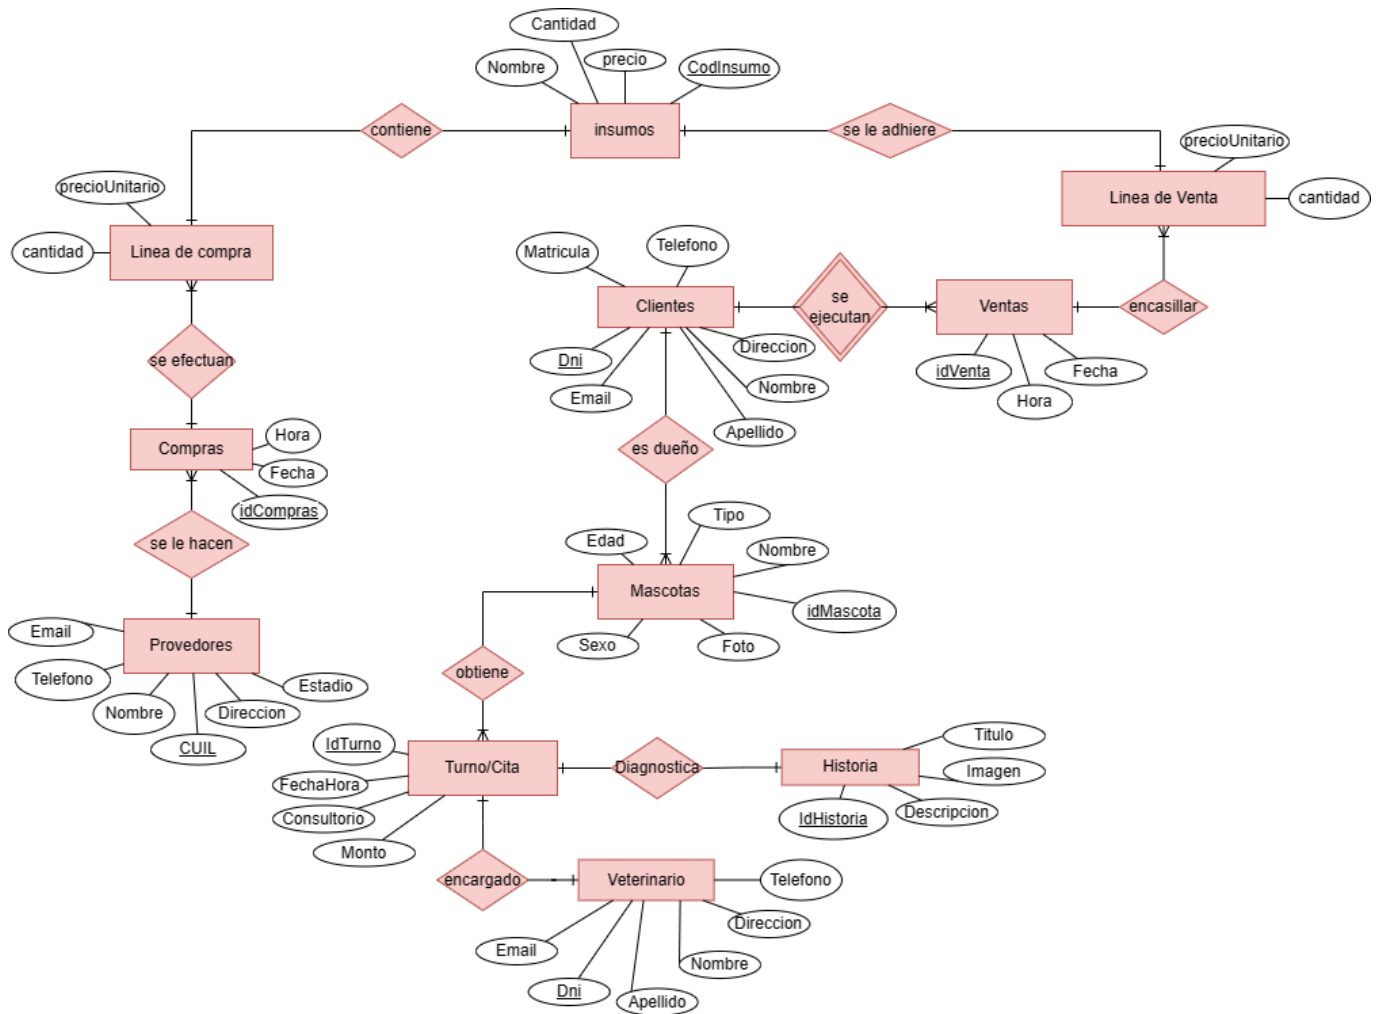 Cantidad
Nombre
precio
CodInsumo
contiene
insumos
se le adhiere
precioUnitario
precioUnitario
Linea de Venta
cantidad
cantidad
Linea de compra
Matricula
Telefono
Clientes
se
ejecutan
Ventas
encasillar
se efectuan
Dni
Direccion
Email
Nombre
Apellido
idVenta
Fecha
Hora
Compras
Hora
Fecha
idCompras
es dueño
Tipo
se le hacen
Edad
Nombre
Mascotas
idMascota
Email
Provedores
Sexo
Foto
Telefono
Estadio
obtiene
Nombre
Direccion
CUIL
IdTurno
Titulo
Turno/Cita
Diagnostica
Historia
Imagen
FechaHora
Consultorio
IdHistoria
Descripcion
Monto
encargado
Veterinario
Telefono
Direccion
Email
Nombre
Dni
Apellido